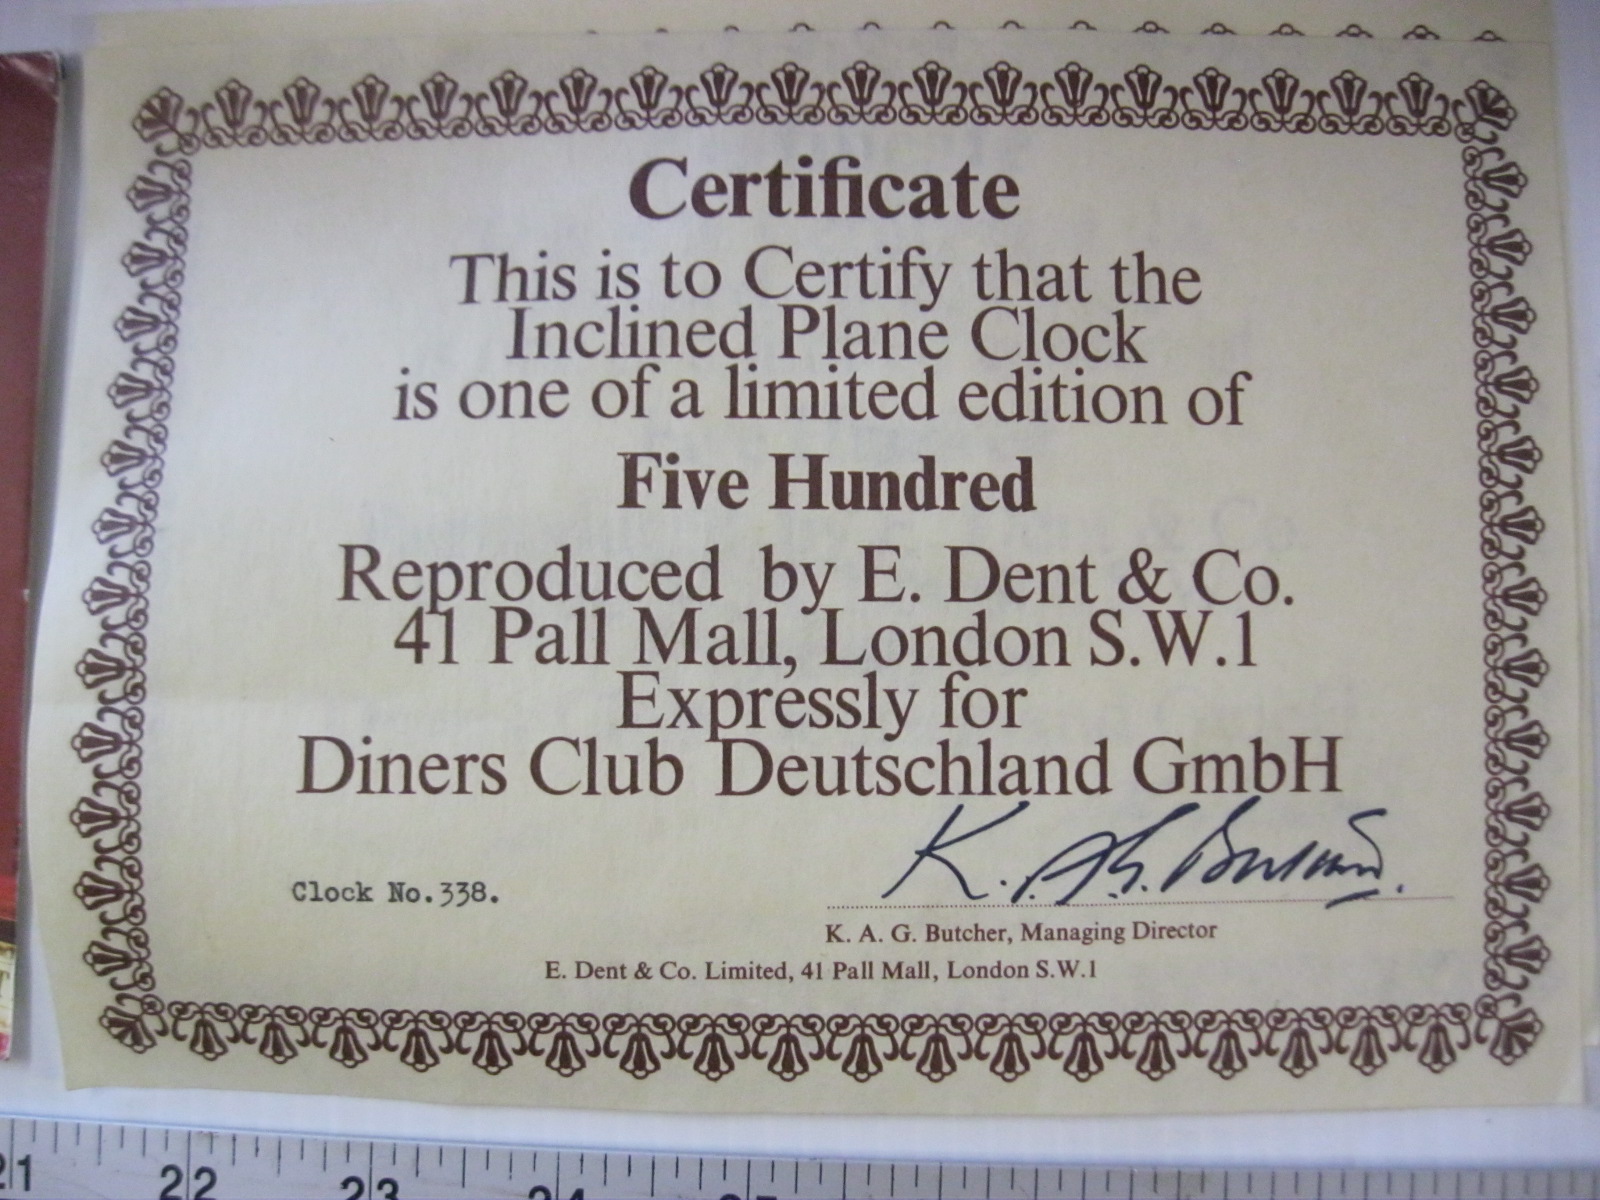 Certificate
This is to Certify that the
Inclined Plane Clock
is one of a limited edition of
Five Hundred
Reproduced by E. Dent & Co.
41 Pall Mall, London S.W.1
Expressly for
Diners Club Deutschland GmbH
K. A. G. Butcher.
Clock No.338.
K. A. G. Butcher, Managing Director
E. Dent & Co. Limited, 41 Pall Mall, London S.W.1
21 22 23 24 25